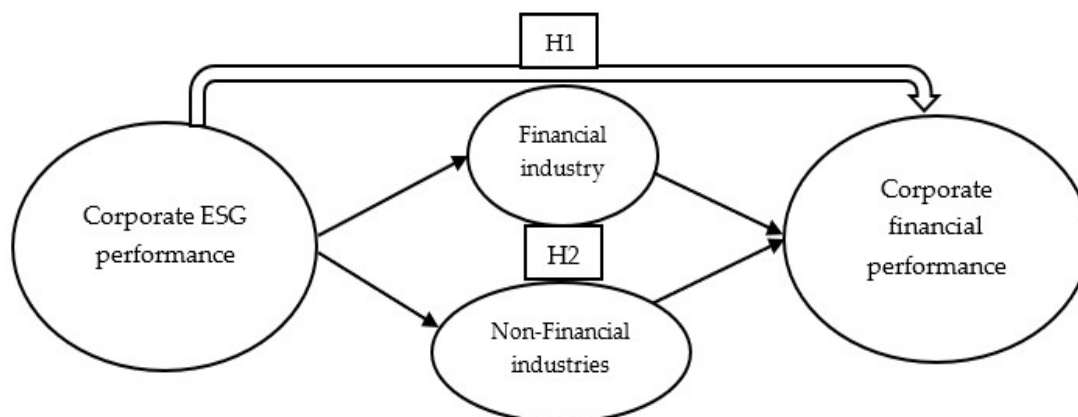 H1
Financial
industry
Corporate ESG
performance
H2
Corporate
financial
performance
Non-Financial
industries